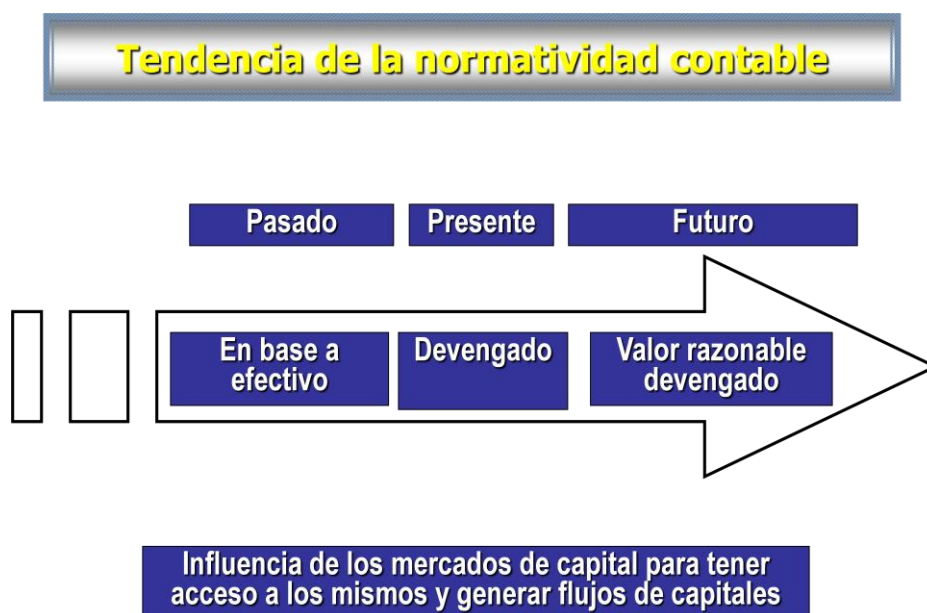 Tendencia de la normatividad contable
Pasado
Presente
Futuro
En base a
efectivo
Devengado
Valor razonable
devengado
Influencia de los mercados de capital para tener
acceso a los mismos y generar flujos de capitales